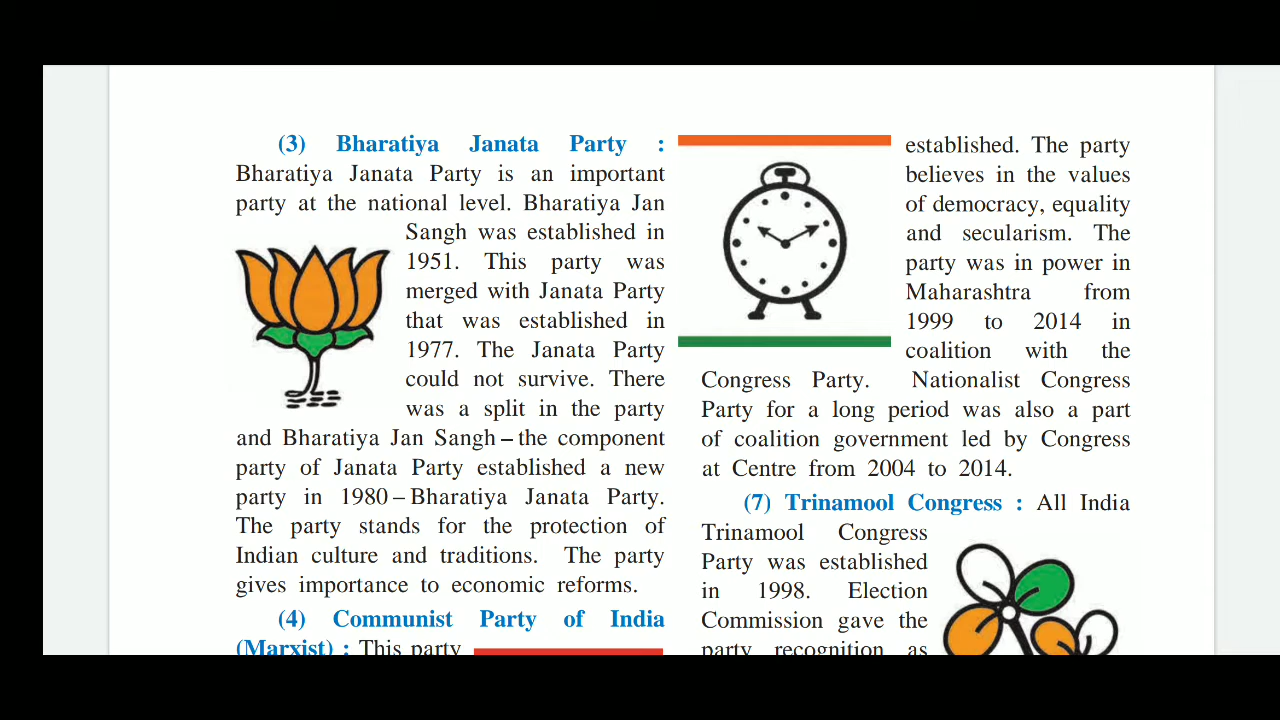 (3) Bharatiya Janata Party :
Bharatiya Janata Party is an important
party at the national level. Bharatiya Jan
Sangh was established in
1951. This party was
merged with Janata Party
that was established in
1977. The Janata Party
could not survive. There
was a split in the party
and Bharatiya Jan Sangh – the component
party of Janata Party established a new
party in 1980 – Bharatiya Janata Party.
The party stands for the protection of
Indian culture and traditions. The party
gives importance to economic reforms.
(4) Communist Party of India
(Marxist) : This party
established. The party
believes in the values
of democracy, equality
and secularism. The
party was in power in
Maharashtra from
1999 to 2014 in
coalition with the
Congress Party. Nationalist Congress
Party for a long period was also a part
of coalition government led by Congress
at Centre from 2004 to 2014.
(7) Trinamool Congress : All India
Trinamool Congress
Party was established
in 1998. Election
Commission gave the
party recognition as